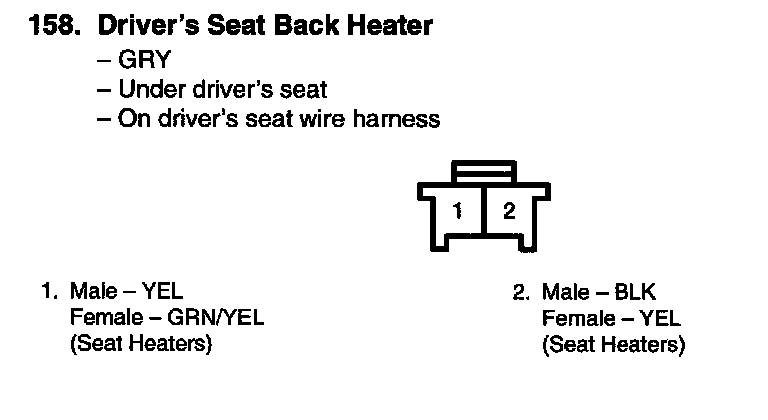 158. Driver's Seat Back Heater
– GRY
– Under driver's seat
– On driver's seat wire harness
1 2
1. Male – YEL
Female – GRN/YEL
(Seat Heaters)
2. Male – BLK
Female – YEL
(Seat Heaters)